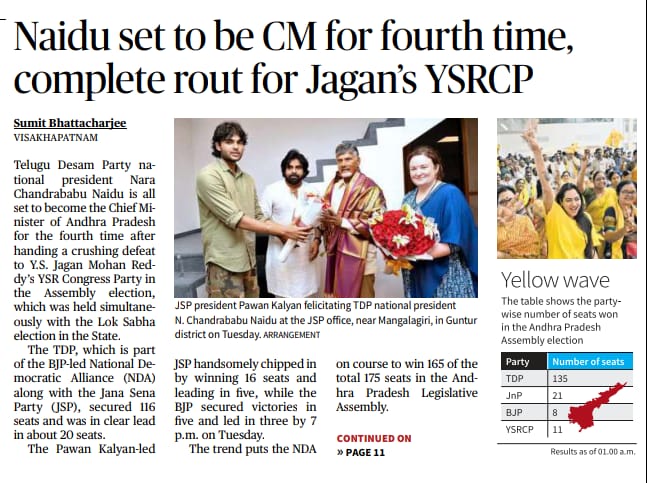 Naidu set to be CM for fourth time,
complete rout for Jagan's YSRCP
Sumit Bhattacharjee
VISAKHAPATNAM
Telugu Desam Party na-
tional president Nara
Chandrababu Naidu is all
set to become the Chief Mi-
nister of Andhra Pradesh
for the fourth time after
handing a crushing defeat
to Y.S. Jagan Mohan Red-
dy's YSR Congress Party in
the Assembly election,
which was held simultane-
ously with the Lok Sabha
election in the State.
The TDP, which is part
of the BJP-led National De-
mocratic Alliance (NDA)
along with the Jana Sena
Party (JSP), secured 116
seats and was in clear lead
in about 20 seats.
The Pawan Kalyan-led
JSP president Pawan Kalyan felicitating TDP national president
N. Chandrababu Naidu at the JSP office, near Mangalagiri, in Guntur
district on Tuesday. ARRANGEMENT
JSP handsomely chipped in
by winning 16 seats and
leading in five, while the
BJP secured victories in
five and led in three by 7
p.m. on Tuesday.
The trend puts the NDA
on course to win 165 of the
total 175 seats in the And-
hra Pradesh Legislative
Assembly.
CONTINUED ON
» PAGE 11
Yellow wave
The table shows the party-
wise number of seats won
in the Andhra Pradesh
Assembly election
Party Number of seats
TDP 135
JnP 21
BJP 8
YSRCP 11
Results as of 01.00 a.m.